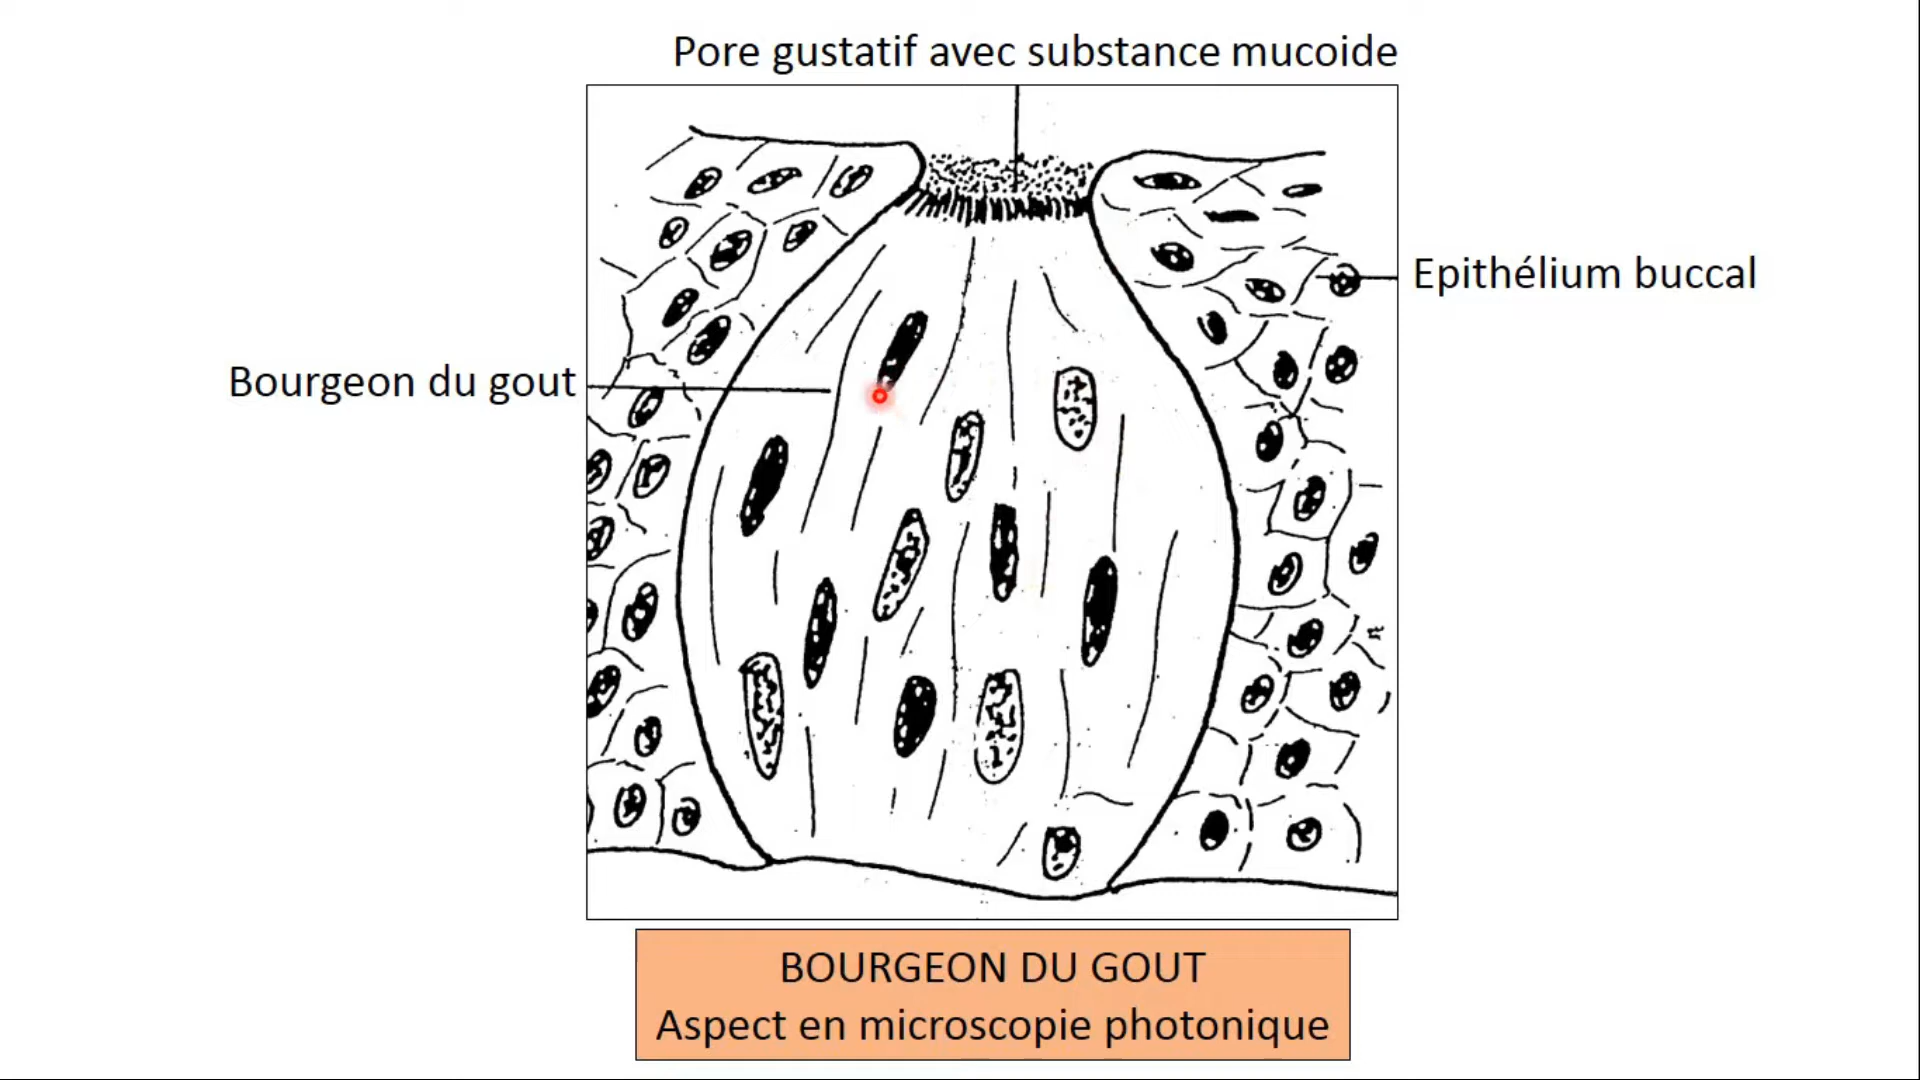 Pore gustatif avec substance mucoide
Epithélium buccal
Bourgeon du gout
BOURGEON DU GOUT
Aspect en microscopie photonique